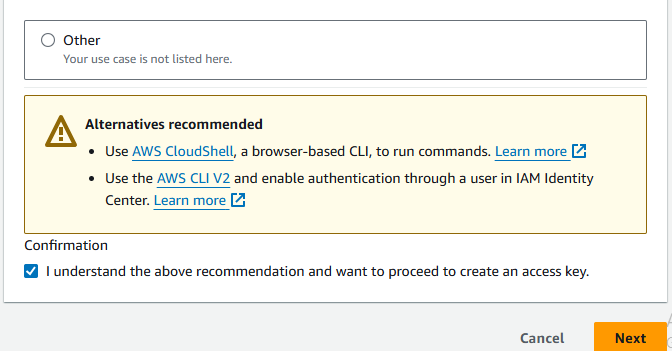 Other
Your use case is not listed here.
Alternatives recommended
• Use AWS CloudShell, a browser-based CLI, to run commands. Learn more
• Use the AWS CLI V2 and enable authentication through a user in IAM Identity
Center. Learn more
Confirmation
I understand the above recommendation and want to proceed to create an access key.
Cancel
Next